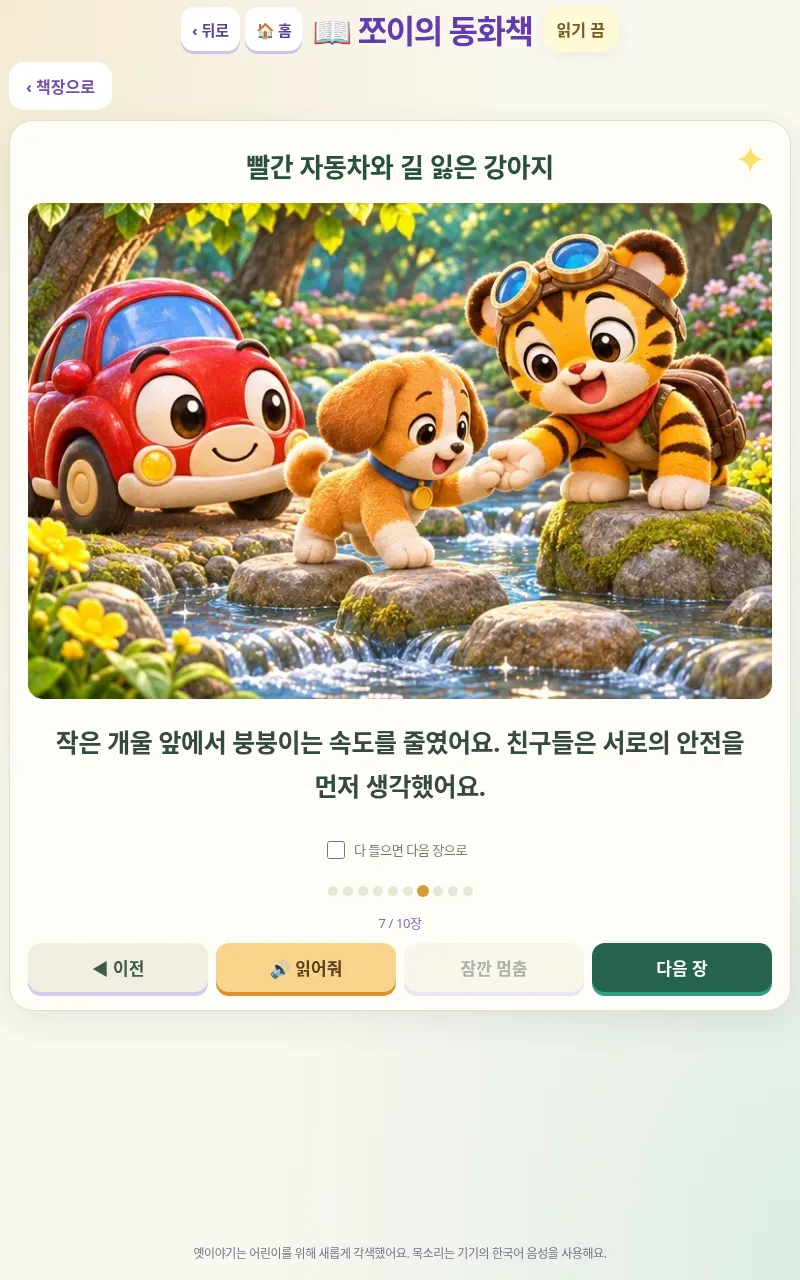 ‹ 뒤로
🏠 홈
📖 쪼이의 동화책
읽기 끔
‹ 책장으로
빨간 자동차와 길 잃은 강아지
작은 개울 앞에서 붕붕이는 속도를 줄였어요. 친구들은 서로의 안전을
먼저 생각했어요.
다 들으면 다음 장으로
7 / 10장
◀ 이전
🔊 읽어줘
잠깐 멈춤
다음 장
옛이야기는 어린이를 위해 새롭게 각색했어요. 목소리는 기기의 한국어 음성을 사용해요.